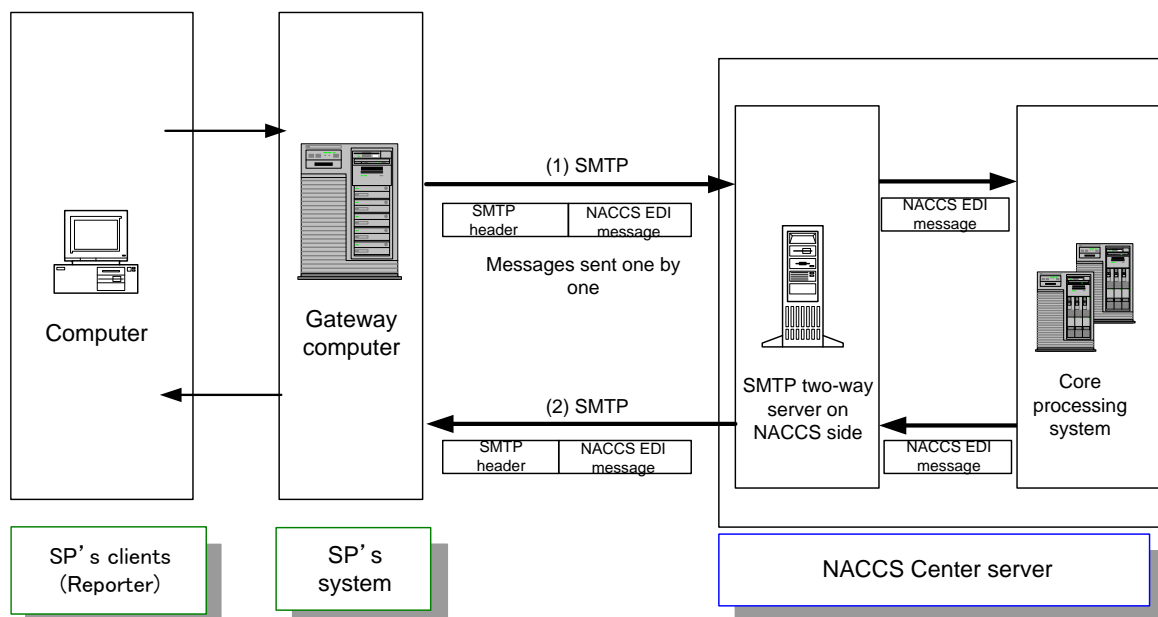 Computer
Gateway
computer
(1) SMTP
SMTP
header
NACCS EDI
message
Messages sent one by
one
(2) SMTP
SMTP
header
NACCS EDI
message
SMTP two-way
server on
NACCS side
NACCS EDI
message
Core
processing
system
NACCS EDI
message
SP’s clients
(Reporter)
SP’s
system
NACCS Center server